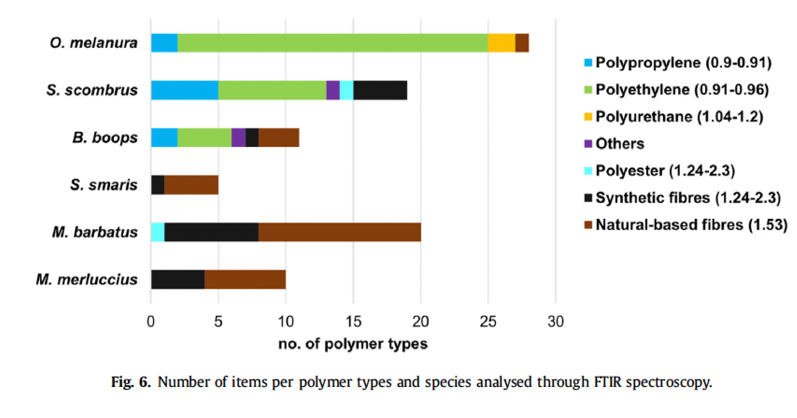 O. melanura
S. scombrus
B. boops
S. smaris
M. barbatus
M. merluccius
0 5 10 15 20 25 30
no. of polymer types
Polypropylene (0.9-0.91)
Polyethylene (0.91-0.96)
Polyurethane (1.04-1.2)
Others
Polyester (1.24-2.3)
Synthetic fibres (1.24-2.3)
Natural-based fibres (1.53)
Fig. 6. Number of items per polymer types and species analysed through FTIR spectroscopy.